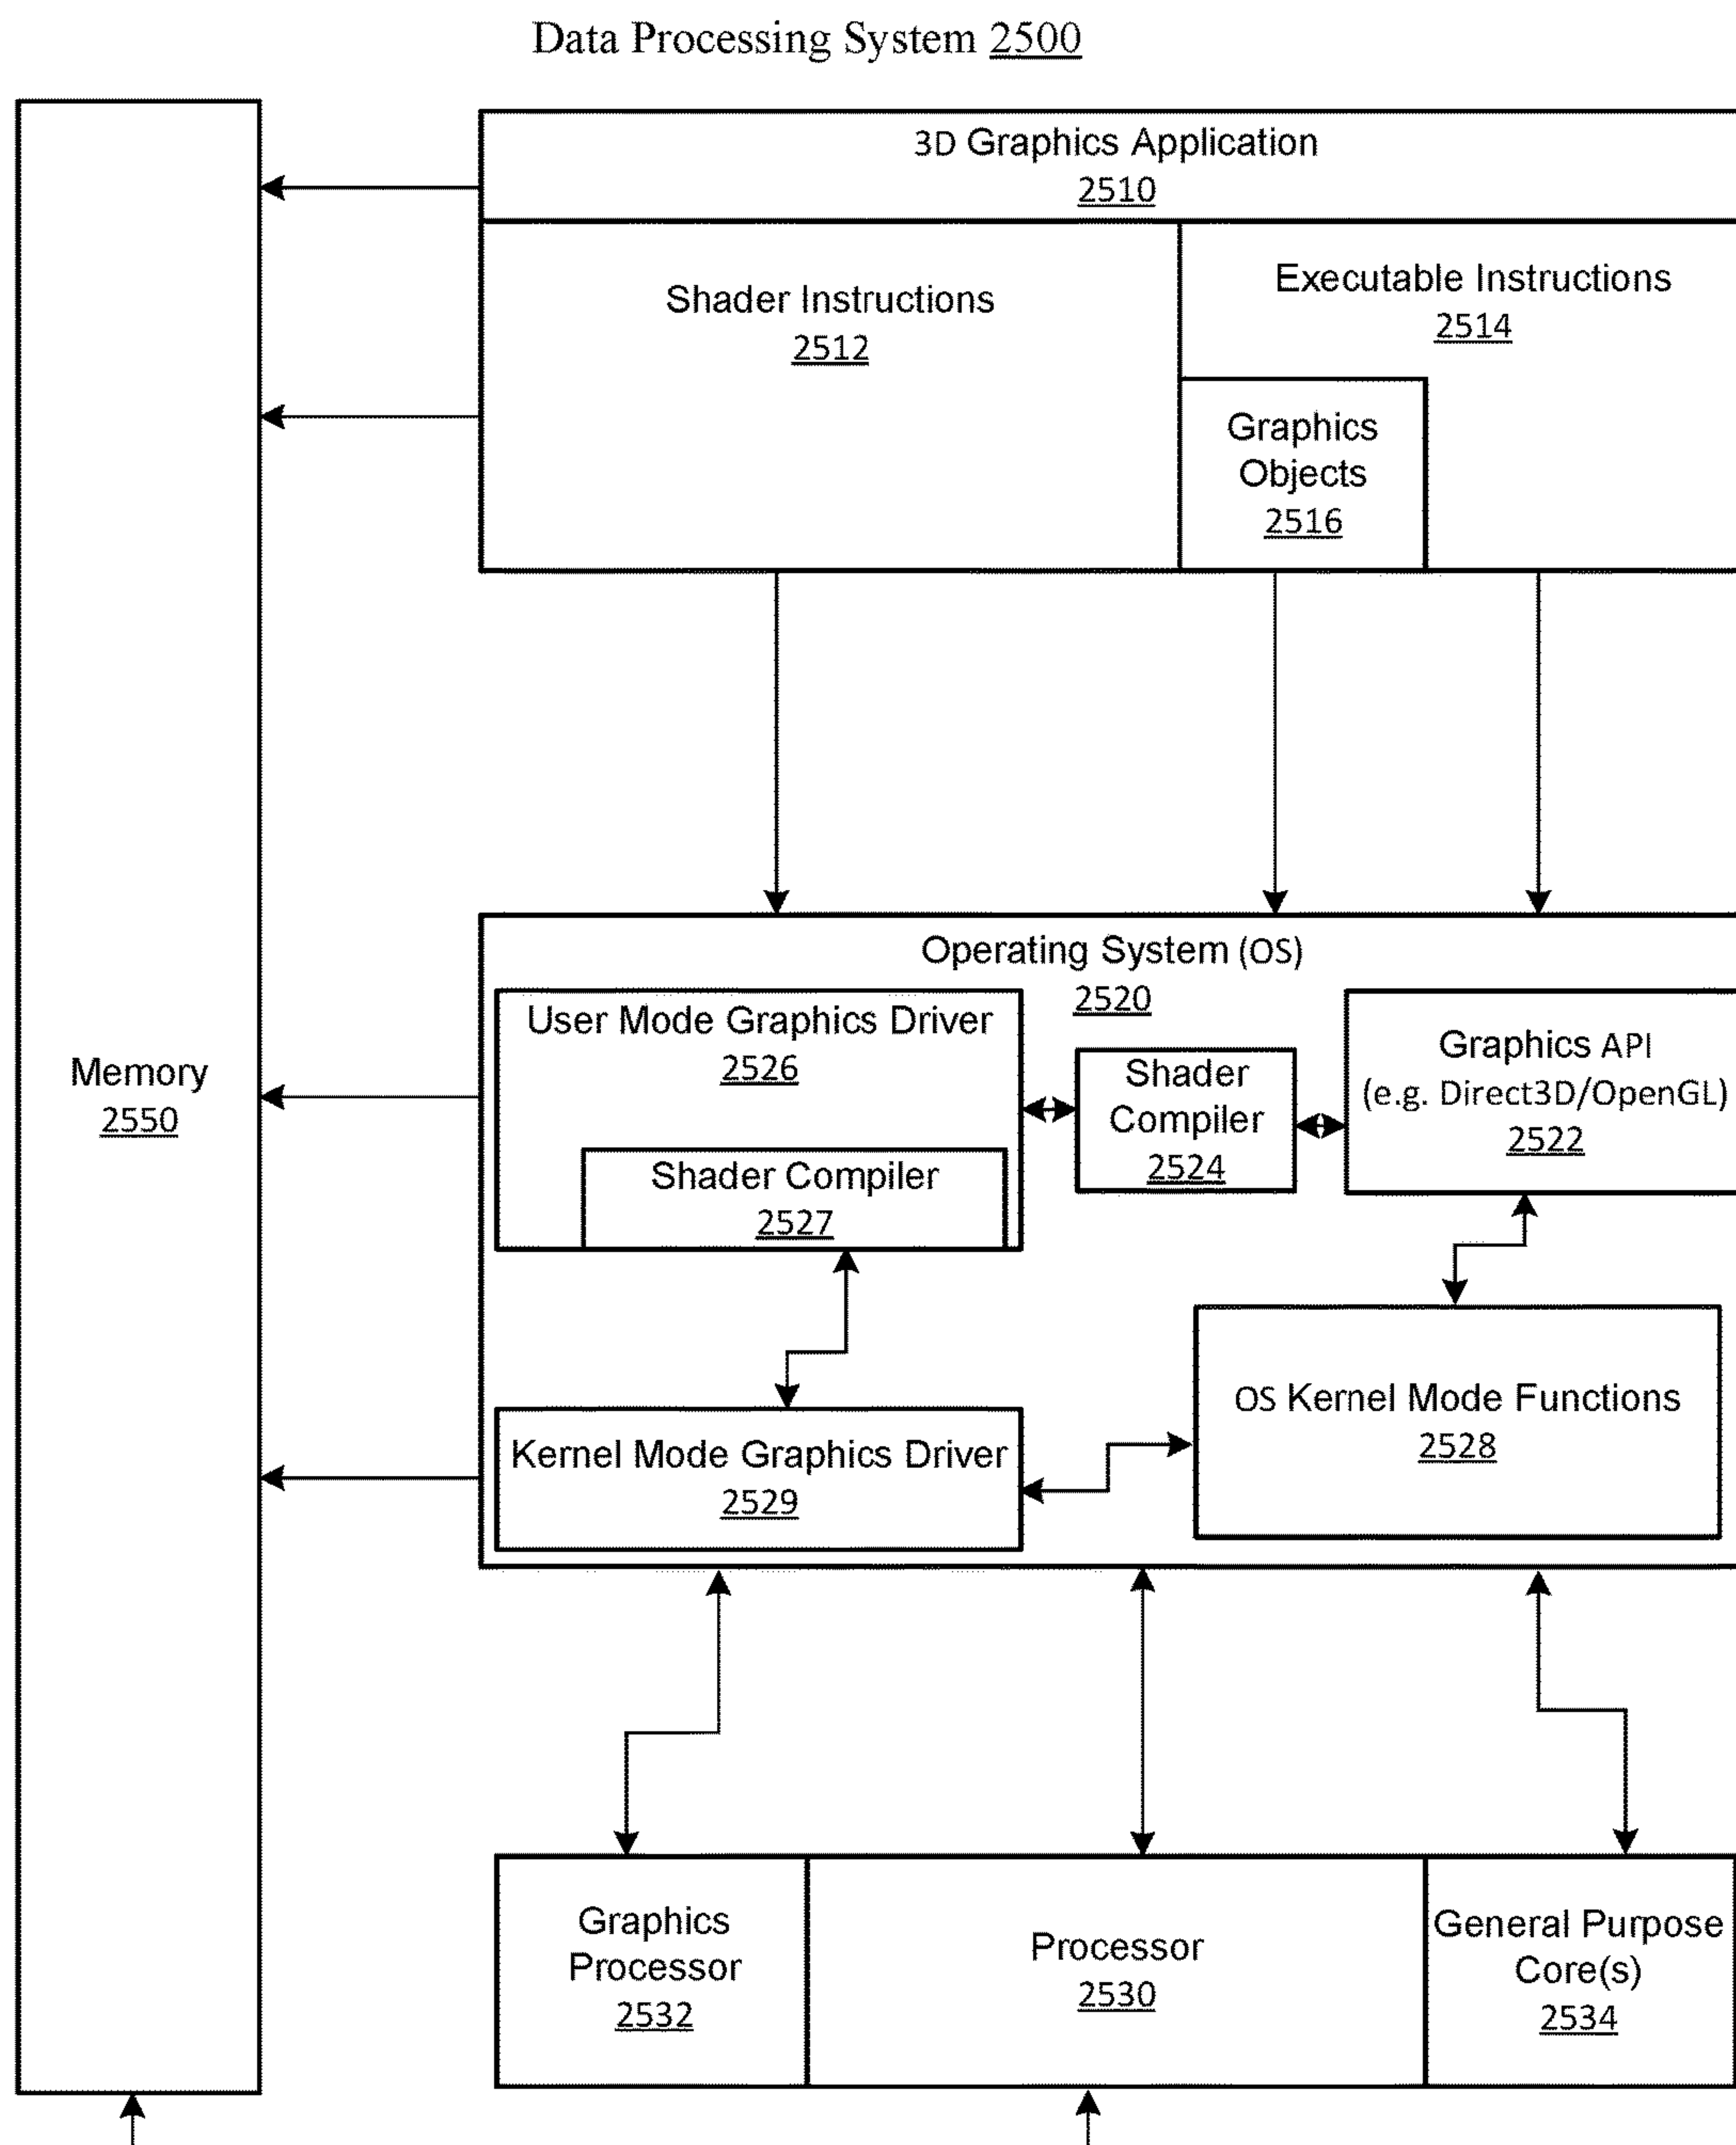 Data Processing System 2500
3D Graphics Application
2510
Shader Instructions
2512
Executable Instructions
2514
Graphics
Objects
2516
Operating System (OS)
2520
User Mode Graphics Driver
2526
Shader Compiler
2527
Shader
Compiler
2524
Graphics API
(e.g. Direct3D/OpenGL)
2522
Memory
2550
OS Kernel Mode Functions
2528
Kernel Mode Graphics Driver
2529
Graphics
Processor
2532
Processor
2530
General Purpose
Core(s)
2534